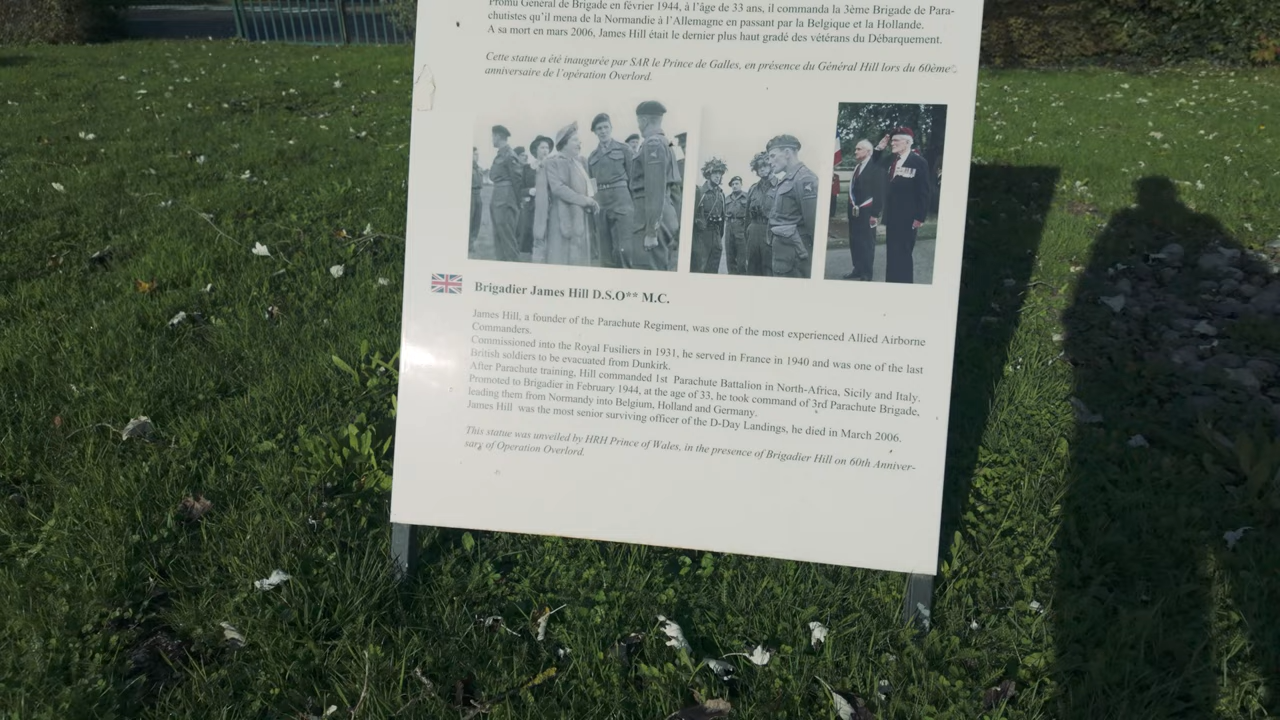 Promu Général de Brigade en février 1944, à l'âge de 33 ans, il commanda la 3ème Brigade de Para-
chutistes qu'il mena de la Normandie à l'Allemagne en passant par la Belgique et la Hollande.
A sa mort en mars 2006, James Hill était le dernier plus haut gradé des vétérans du Débarquement.
Cette statue a été inaugurée par SAR le Prince de Galles, en présence du Général Hill lors du 60ème
anniversaire de l'opération Overlord.
Brigadier James Hill D.S.O** M.C.
James Hill, a founder of the Parachute Regiment, was one of the most experienced Allied Airborne
Commanders.
Commissioned into the Royal Fusiliers in 1931, he served in France in 1940 and was one of the last
British soldiers to be evacuated from Dunkirk.
After Parachute training, Hill commanded 1st Parachute Battalion in North-Africa, Sicily and Italy.
Promoted to Brigadier in February 1944, at the age of 33, he took command of 3rd Parachute Brigade,
leading them from Normandy into Belgium, Holland and Germany.
James Hill was the most senior surviving officer of the D-Day Landings, he died in March 2006.
This statue was unveiled by HRH Prince of Wales, in the presence of Brigadier Hill on 60th Anniver-
sary of Operation Overlord.